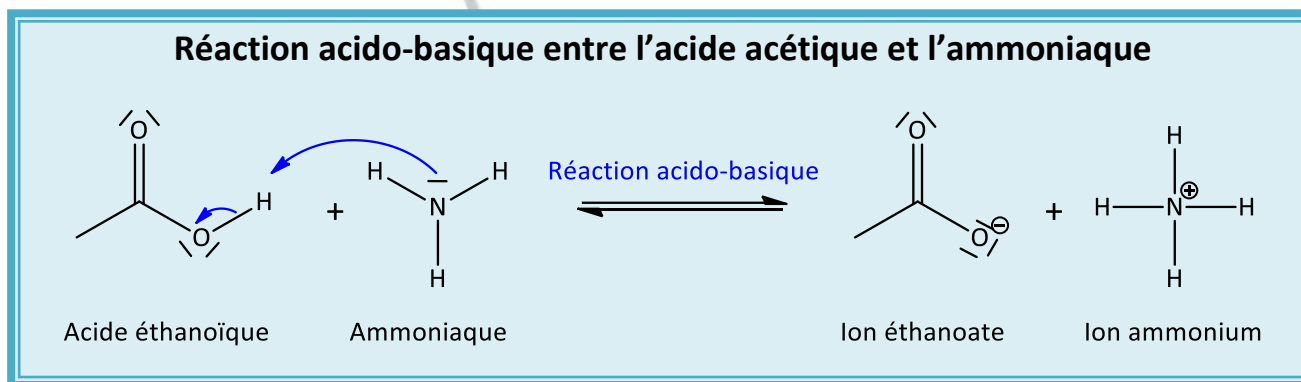 Réaction acido-basique entre l’acide acétique et l’ammoniaque
O
H
O
+
H
H
N
H
Réaction acido-basique
O
O⊖
+
H
H
N⊕
H
H
Acide éthanoïque
Ammoniaque
Ion éthanoate
Ion ammonium